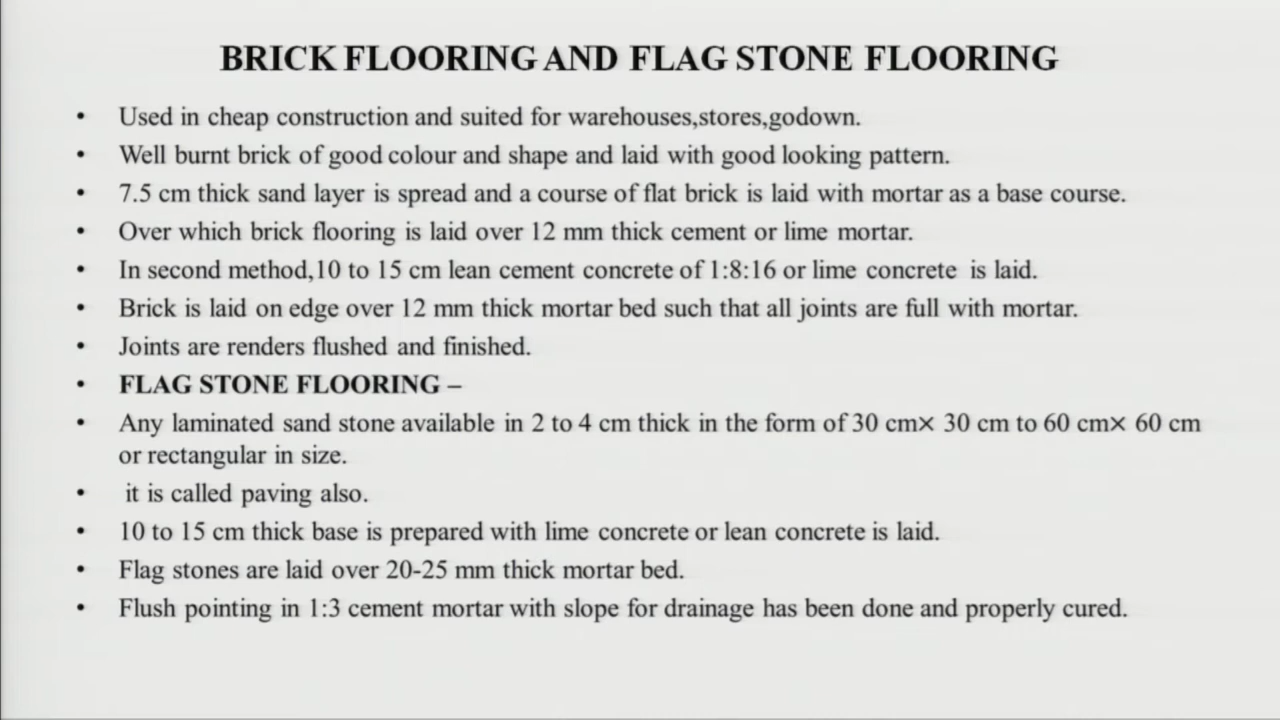 BRICK FLOORING AND FLAG STONE FLOORING
• Used in cheap construction and suited for warehouses,stores,godown.
• Well burnt brick of good colour and shape and laid with good looking pattern.
• 7.5 cm thick sand layer is spread and a course of flat brick is laid with mortar as a base course.
• Over which brick flooring is laid over 12 mm thick cement or lime mortar.
• In second method,10 to 15 cm lean cement concrete of 1:8:16 or lime concrete is laid.
• Brick is laid on edge over 12 mm thick mortar bed such that all joints are full with mortar.
• Joints are renders flushed and finished.
• FLAG STONE FLOORING –
• Any laminated sand stone available in 2 to 4 cm thick in the form of 30 cm× 30 cm to 60 cm× 60 cm
or rectangular in size.
• it is called paving also.
• 10 to 15 cm thick base is prepared with lime concrete or lean concrete is laid.
• Flag stones are laid over 20-25 mm thick mortar bed.
• Flush pointing in 1:3 cement mortar with slope for drainage has been done and properly cured.